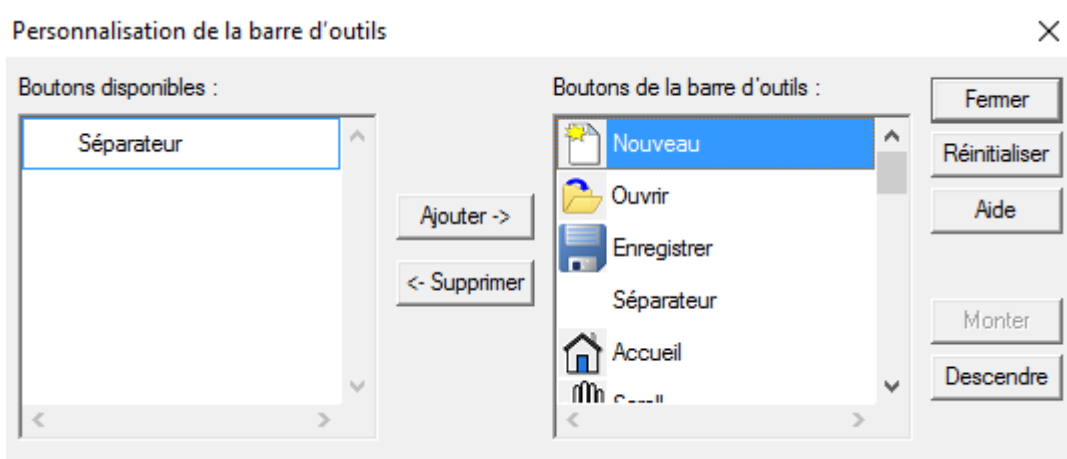 Personnalisation de la barre d'outils
Boutons disponibles :
Séparateur
Ajouter ->
<- Supprimer
Boutons de la barre d'outils :
Nouveau
Ouvrir
Enregistrer
Séparateur
Accueil
Scroll
Fermer
Réinitialiser
Aide
Monter
Descendre